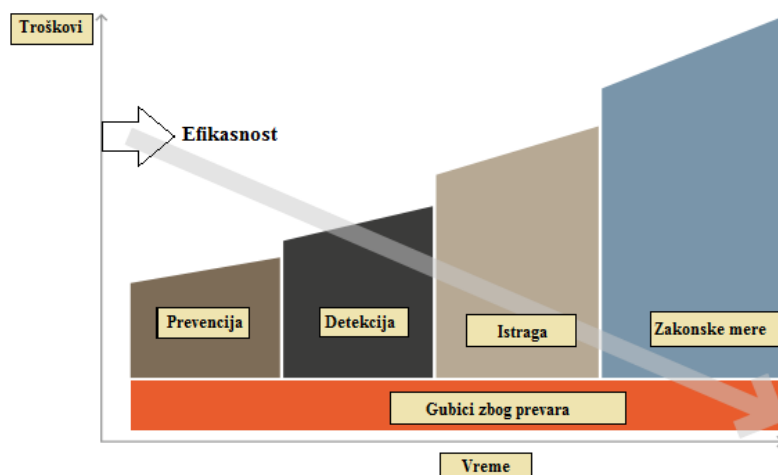 Troškovi
Efikasnost
Prevencija
Detekcija
Istraga
Zakonske mere
Gubici zbog prevara
Vreme